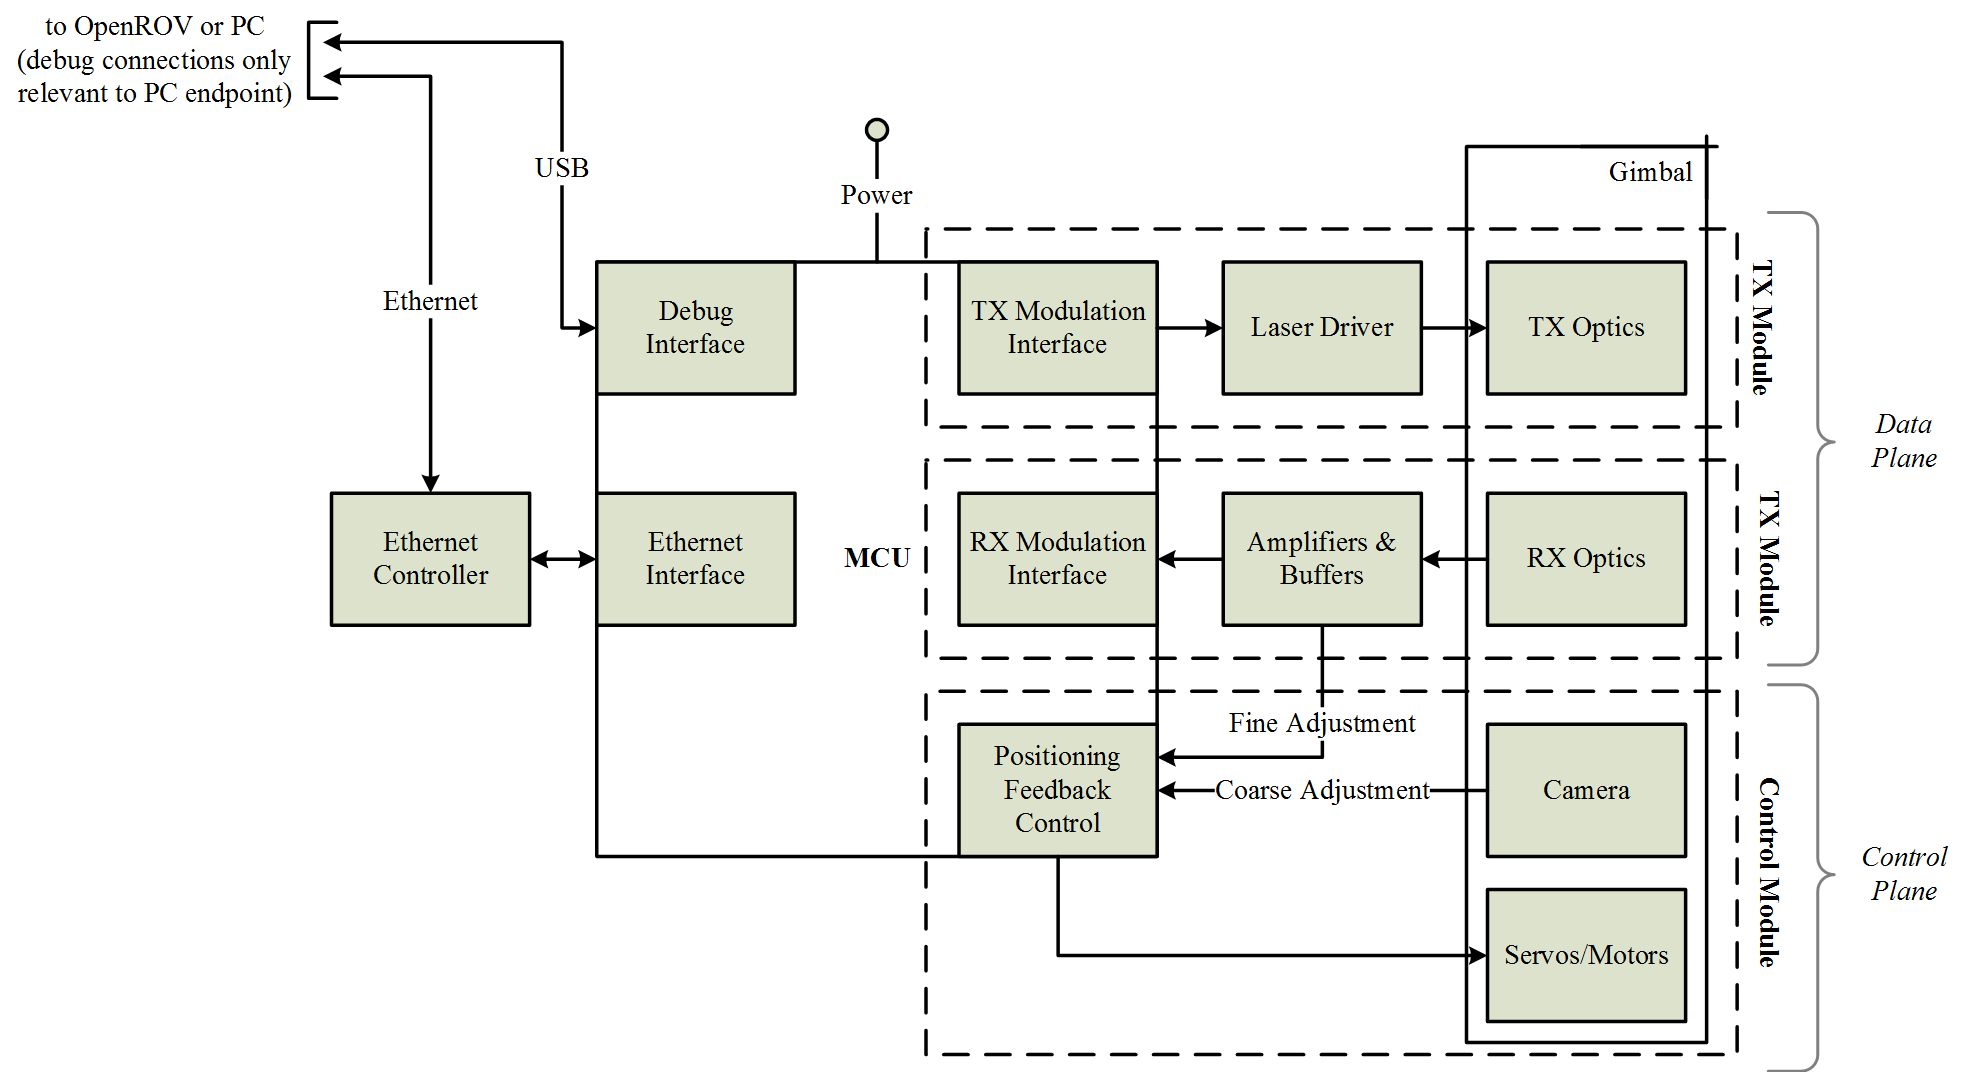 to OpenROV or PC
(debug connections only
relevant to PC endpoint)
USB
Power
Gimbal
Ethernet
Debug
Interface
TX Modulation
Interface
Laser Driver
TX Optics
TX Module
Data
Plane
Ethernet
Controller
Ethernet
Interface
MCU
RX Modulation
Interface
Amplifiers &
Buffers
RX Optics
TX Module
Fine Adjustment
Positioning
Feedback
Control
Coarse Adjustment
Camera
Control Module
Control
Plane
Servos/Motors